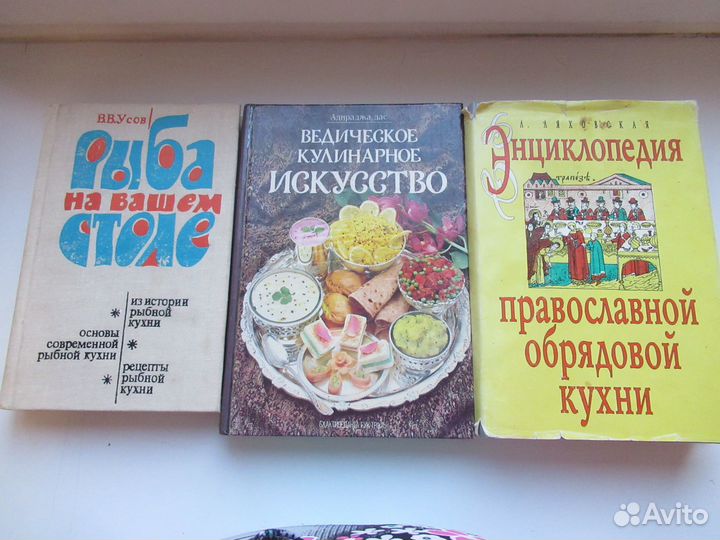 В.В.Усов
Рыба
на вашем
столе
из истории
рыбной
кухни
основы
современной
рыбной кухни
рецепты
рыбной
кухни
Адираджа дас
ВЕДИЧЕСКОЕ
КУЛИНАРНОЕ
ИСКУССТВО
А. ЛЯХОВСКАЯ
Энциклопедия
трапеза
православной
обрядовой
кухни
Avito